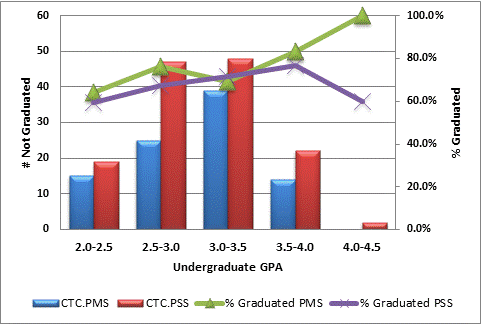 60
50
40
30
20
10
0
# Not Graduated
100.0%
80.0%
60.0%
40.0%
20.0%
0.0%
% Graduated
2.0-2.5 2.5-3.0 3.0-3.5 3.5-4.0 4.0-4.5
Undergraduate GPA
CTC.PMS CTC.PSS % Graduated PMS % Graduated PSS